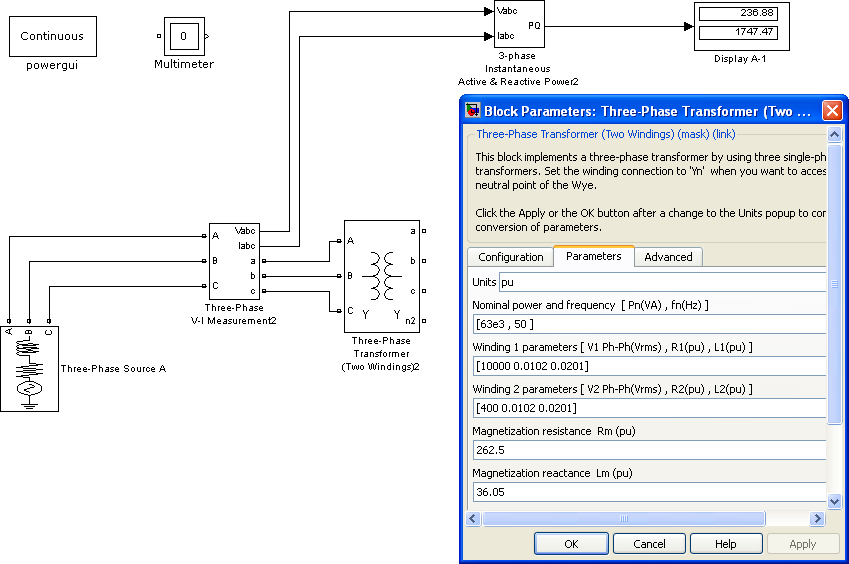 Continuous
powergui
0
Multimeter
Vabc
Iabc
PQ
3-phase
Instantaneous
Active & Reactive Power2
236.88
1747.47
Display A-1
A
B
C
Vabc
Iabc
a
b
c
Three-Phase
V-I Measurement2
A
B
C
a
b
c
n2
Y
Y
Three-Phase
Transformer
(Two Windings)2
A
B
C
Three-Phase Source A
Block Parameters: Three-Phase Transformer (Two ...
Three-Phase Transformer (Two Windings) (mask) (link)
This block implements a three-phase transformer by using three single-ph
transformers. Set the winding connection to 'Yn' when you want to acces
neutral point of the Wye.
Click the Apply or the OK button after a change to the Units popup to con
conversion of parameters.
Configuration
Parameters
Advanced
Units
pu
Nominal power and frequency [ Pn(VA) , fn(Hz) ]
[63e3 , 50 ]
Winding 1 parameters [ V1 Ph-Ph(Vrms) , R1(pu) , L1(pu) ]
[10000 0.0102 0.0201]
Winding 2 parameters [ V2 Ph-Ph(Vrms) , R2(pu) , L2(pu) ]
[400 0.0102 0.0201]
Magnetization resistance Rm (pu)
262.5
Magnetization reactance Lm (pu)
36.05
OK
Cancel
Help
Apply